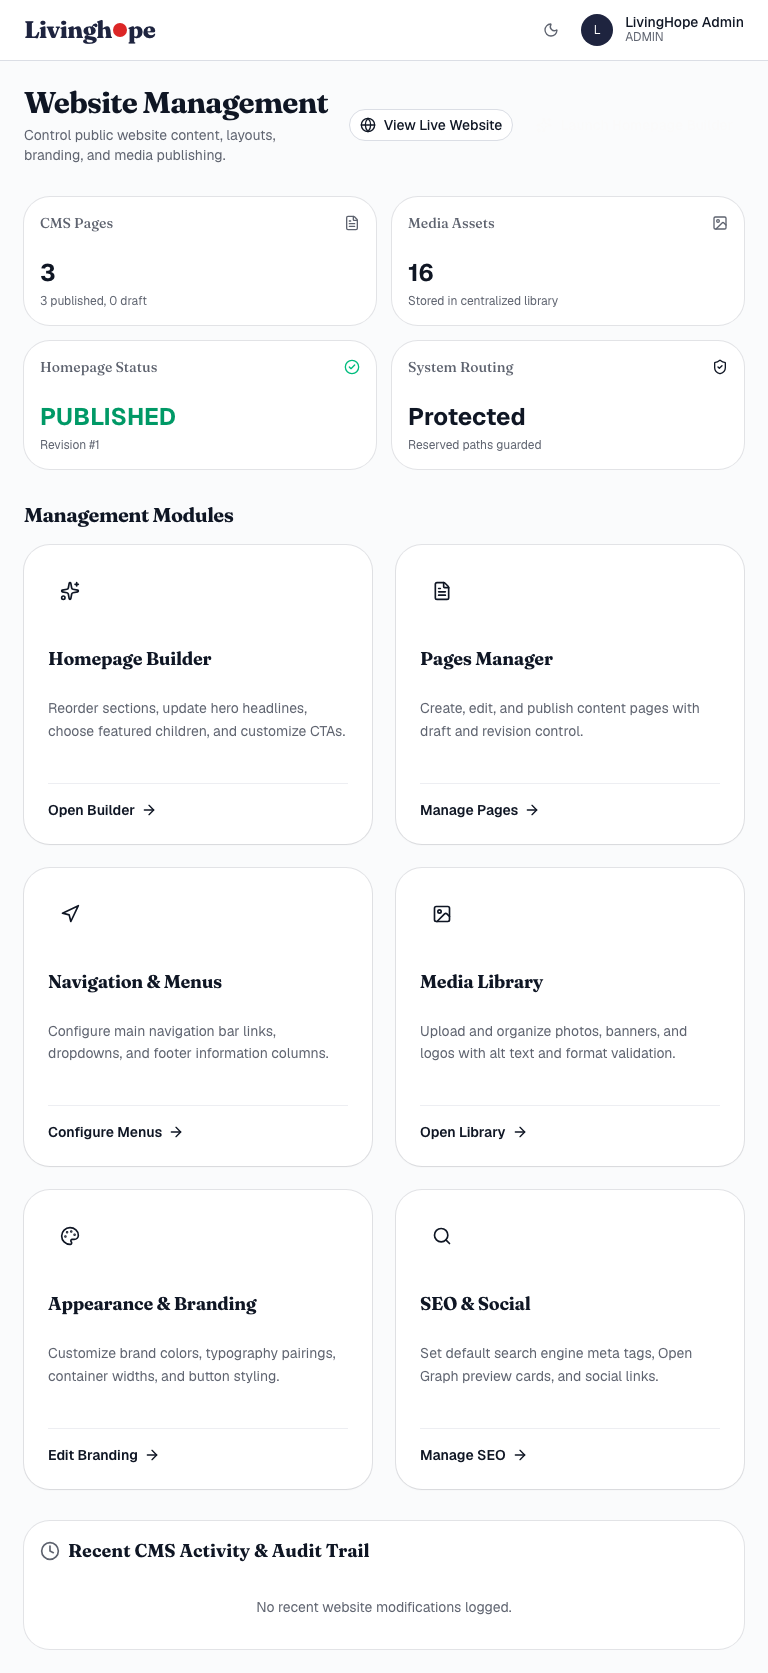 Livinghope
L
LivingHope Admin
ADMIN
Website Management
Control public website content, layouts,
branding, and media publishing.
View Live Website
CMS Pages
3
3 published, 0 draft
Media Assets
16
Stored in centralized library
Homepage Status
PUBLISHED
Revision #1
System Routing
Protected
Reserved paths guarded
Management Modules
Homepage Builder
Reorder sections, update hero headlines,
choose featured children, and customize CTAs.
Open Builder
Pages Manager
Create, edit, and publish content pages with
draft and revision control.
Manage Pages
Navigation & Menus
Configure main navigation bar links,
dropdowns, and footer information columns.
Configure Menus
Media Library
Upload and organize photos, banners, and
logos with alt text and format validation.
Open Library
Appearance & Branding
Customize brand colors, typography pairings,
container widths, and button styling.
Edit Branding
SEO & Social
Set default search engine meta tags, Open
Graph preview cards, and social links.
Manage SEO
Recent CMS Activity & Audit Trail
No recent website modifications logged.